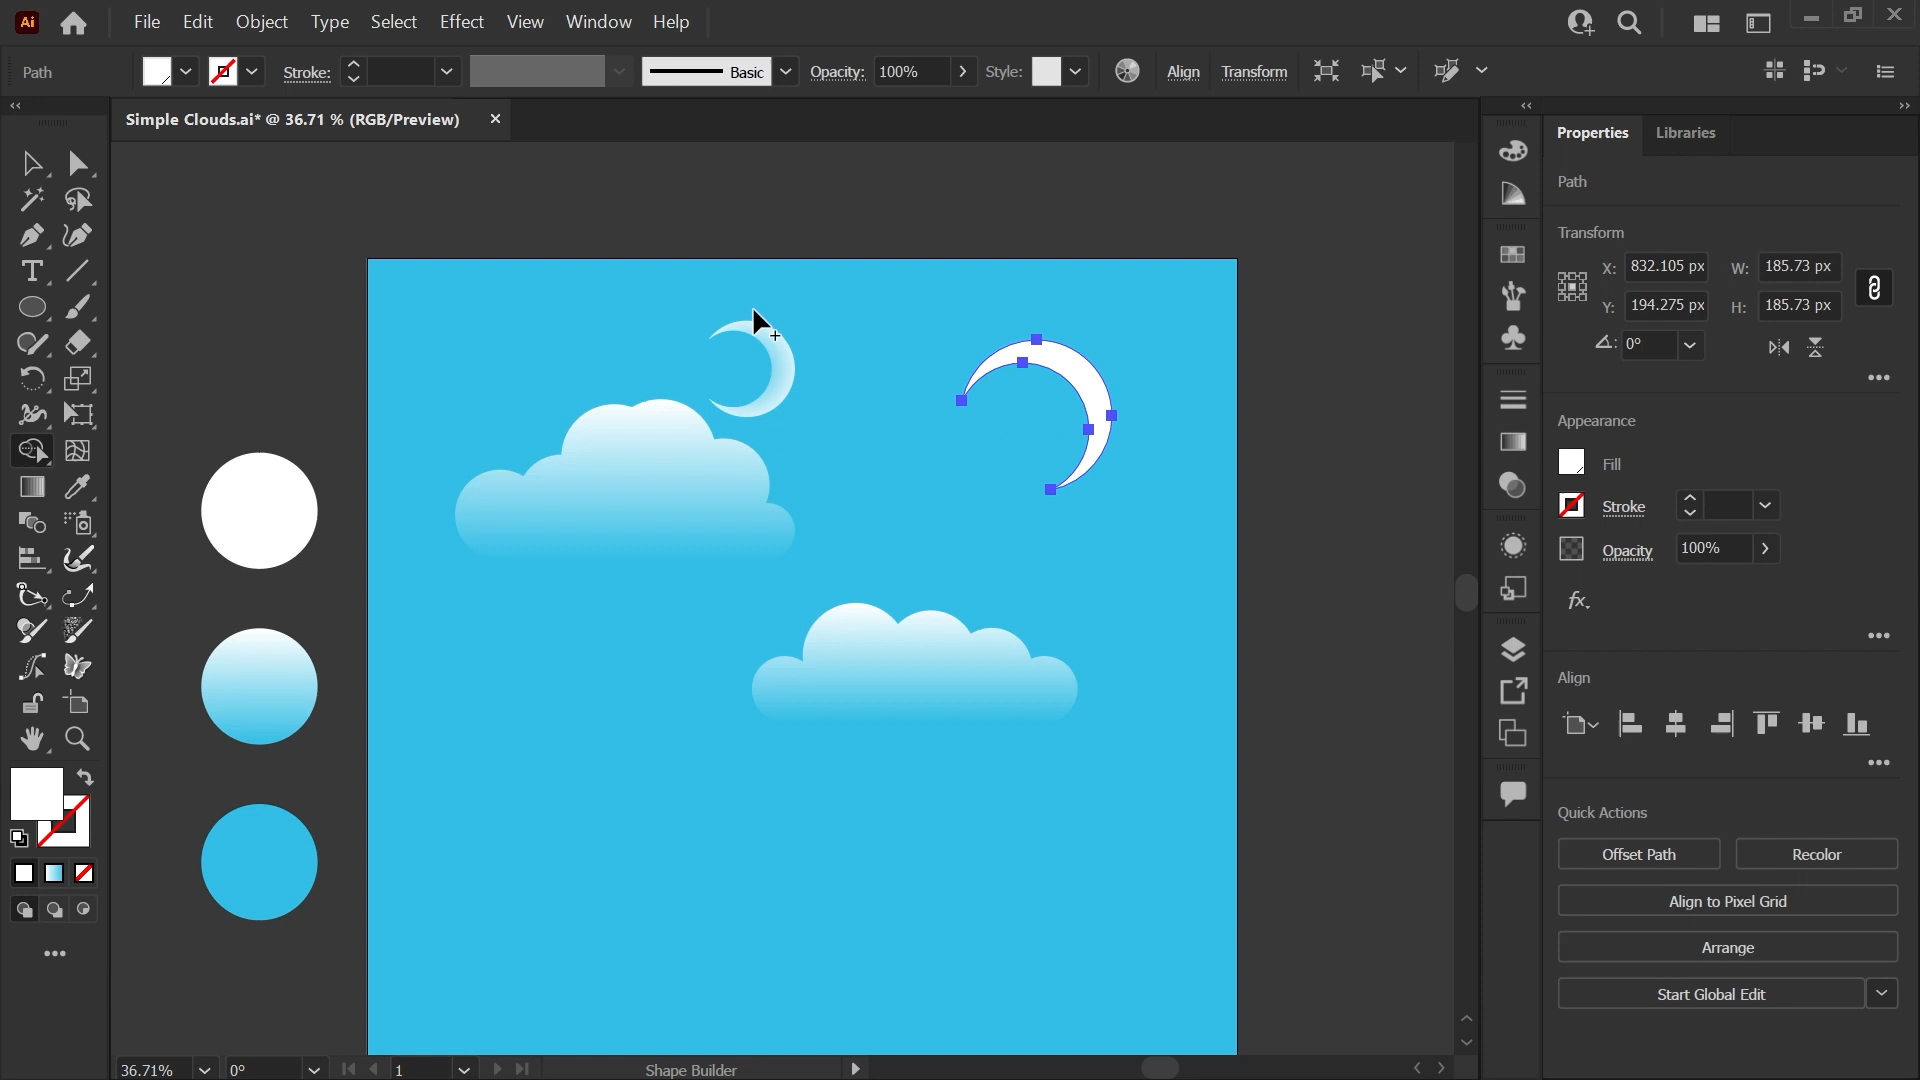 Ai File Edit Object Type Select Effect View Window Help
Path Stroke: Basic Opacity: 100% Style: Align Transform
Simple Clouds.ai* @ 36.71 % (RGB/Preview)
Properties Libraries
Path
Transform
X: 832.105 px W: 185.73 px
Y: 194.275 px H: 185.73 px
0°
Appearance
Fill
Stroke
Opacity 100%
fx
Align
Quick Actions
Offset Path Recolor
Align to Pixel Grid
Arrange
Start Global Edit
36.71% 0° 1 Shape Builder